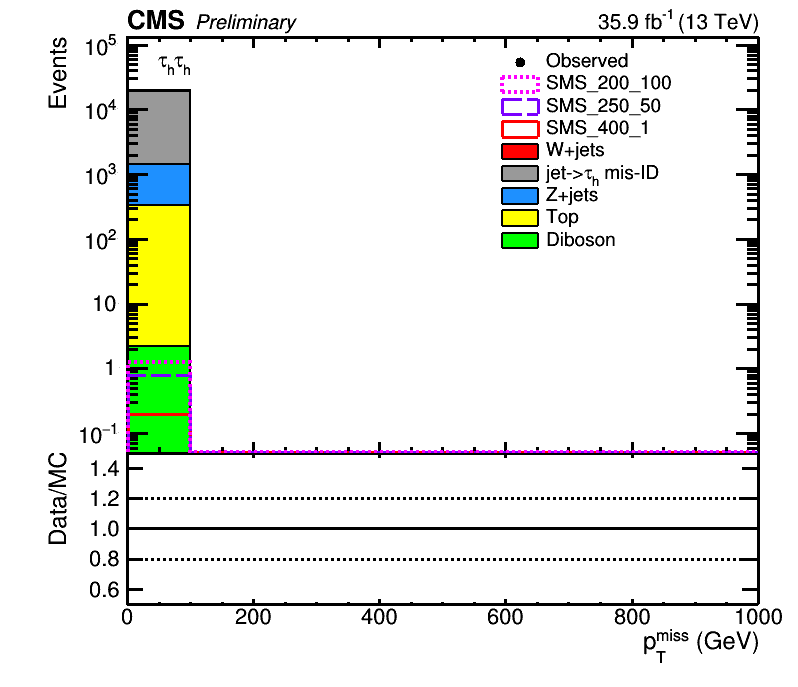 CMS Preliminary 35.9 fb⁻¹ (13 TeV)
Events
10⁵
10⁴
10³
10²
10
1
10⁻¹
τₕτₕ
Observed
SMS_200_100
SMS_250_50
SMS_400_1
W+jets
jet->τₕ mis-ID
Z+jets
Top
Diboson
Data/MC
1.4
1.2
1.0
0.8
0.6
0 200 400 600 800 1000
p_T^miss (GeV)